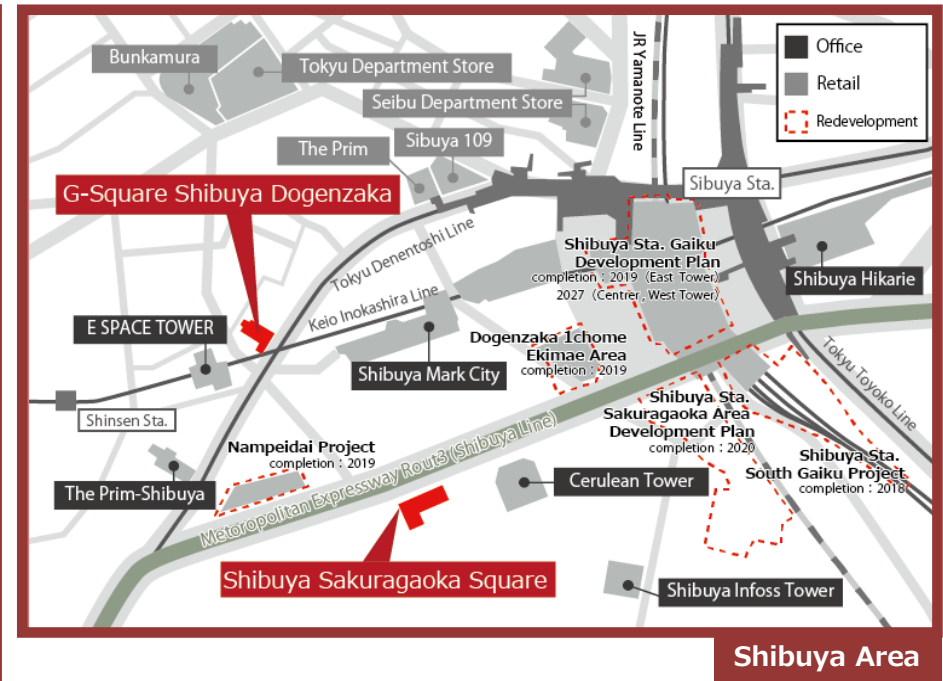 Bunkamura
Tokyu Department Store
Seibu Department Store
JR Yamanote Line
Office
Retail
Redevelopment
The Prim
Sibuya 109
Sibuya Sta.
G-Square Shibuya Dogenzaka
Tokyu Denentoshi Line
Keio Inokashira Line
Shibuya Sta. Gaiku
Development Plan
completion：2019（East Tower）
2027（Centrer , West Tower）
Shibuya Hikarie
E SPACE TOWER
Dogenzaka 1chome
Ekimae Area
completion：2019
Shibuya Mark City
Tokyu Toyoko Line
Shinsen Sta.
Shibuya Sta.
Sakuragaoka Area
Development Plan
completion：2020
Nampeidai Project
completion：2019
Metoropolitan Expressway Rout3 (Shibuya Line)
Shibuya Sta.
South Gaiku Project
completion：2018
The Prim-Shibuya
Cerulean Tower
Shibuya Sakuragaoka Square
Shibuya Infoss Tower
Shibuya Area